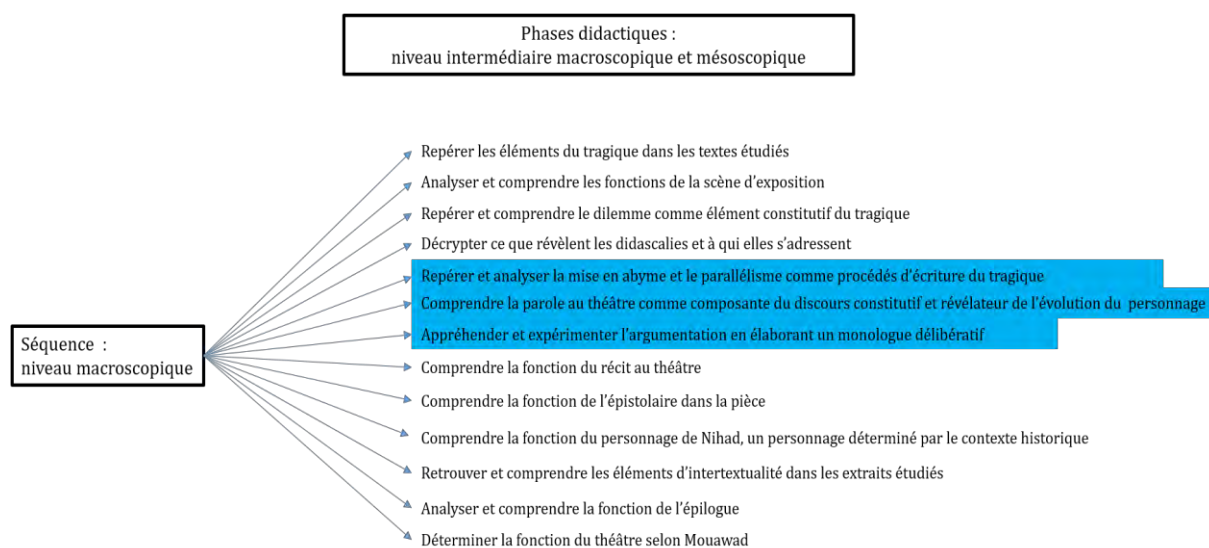 Phases didactiques :
niveau intermédiaire macroscopique et mésoscopique
Repérer les éléments du tragique dans les textes étudiés
Analyser et comprendre les fonctions de la scène d'exposition
Repérer et comprendre le dilemme comme élément constitutif du tragique
Décrypter ce que révèlent les didascalies et à qui elles s'adressent
Repérer et analyser la mise en abyme et le parallélisme comme procédés d'écriture du tragique
Comprendre la parole au théâtre comme composante du discours constitutif et révélateur de l'évolution du personnage
Appréhender et expérimenter l'argumentation en élaborant un monologue délibératif
Séquence :
niveau macroscopique
Comprendre la fonction du récit au théâtre
Comprendre la fonction de l'épistolaire dans la pièce
Comprendre la fonction du personnage de Nihad, un personnage déterminé par le contexte historique
Retrouver et comprendre les éléments d'intertextualité dans les extraits étudiés
Analyser et comprendre la fonction de l'épilogue
Déterminer la fonction du théâtre selon Mouawad